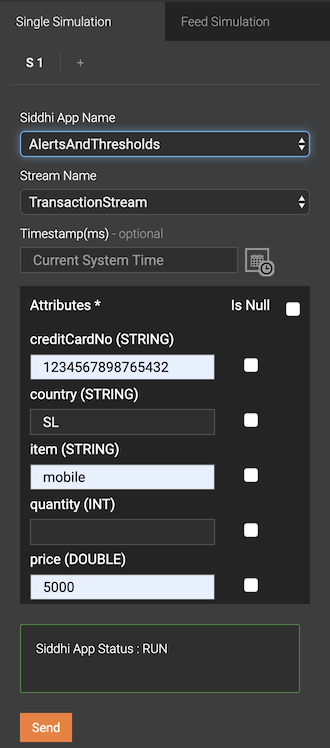 Single Simulation Feed Simulation
S 1 +
Siddhi App Name
AlertsAndThresholds
Stream Name
TransactionStream
Timestamp(ms) - optional
Current System Time
Attributes * Is Null
creditCardNo (STRING)
1234567898765432
country (STRING)
SL
item (STRING)
mobile
quantity (INT)
price (DOUBLE)
5000
Siddhi App Status : RUN
Send